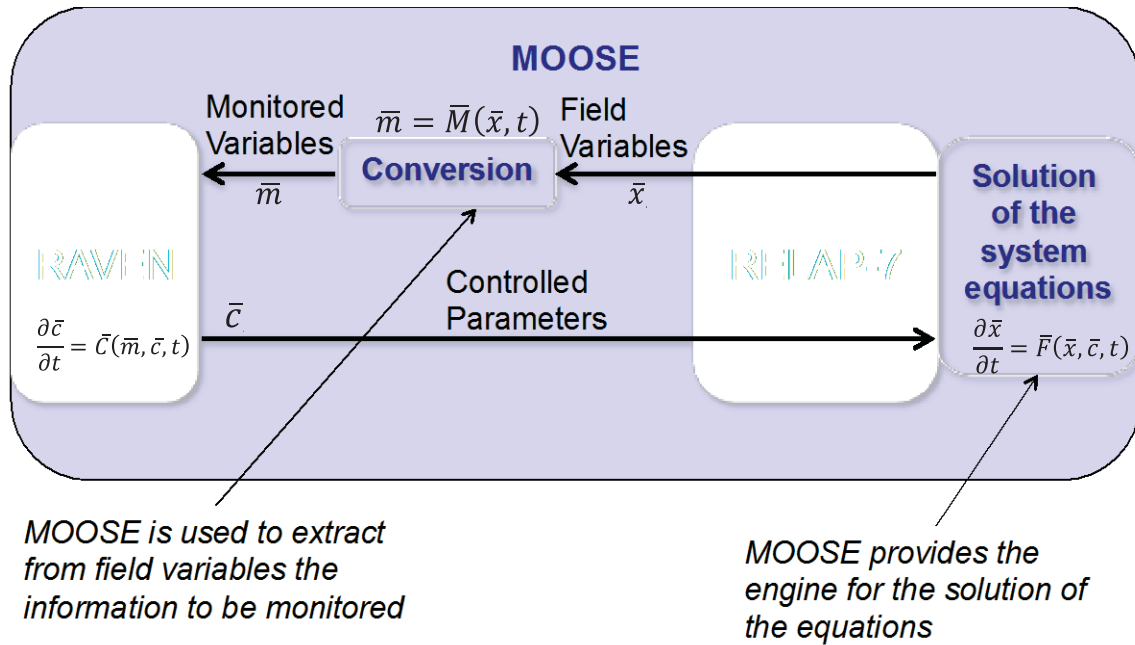 MOOSE
Monitored
Variables
m̅ = M̅(x̅, t)
Field
Variables
Conversion
m̅
x̅
Solution
of the
system
equations
RAVEN
RELAP-7
Controlled
Parameters
c̅
∂c̅/∂t = C̅(m̅, c̅, t)
∂x̅/∂t = F̅(x̅, c̅, t)
MOOSE is used to extract
from field variables the
information to be monitored
MOOSE provides the
engine for the solution of
the equations